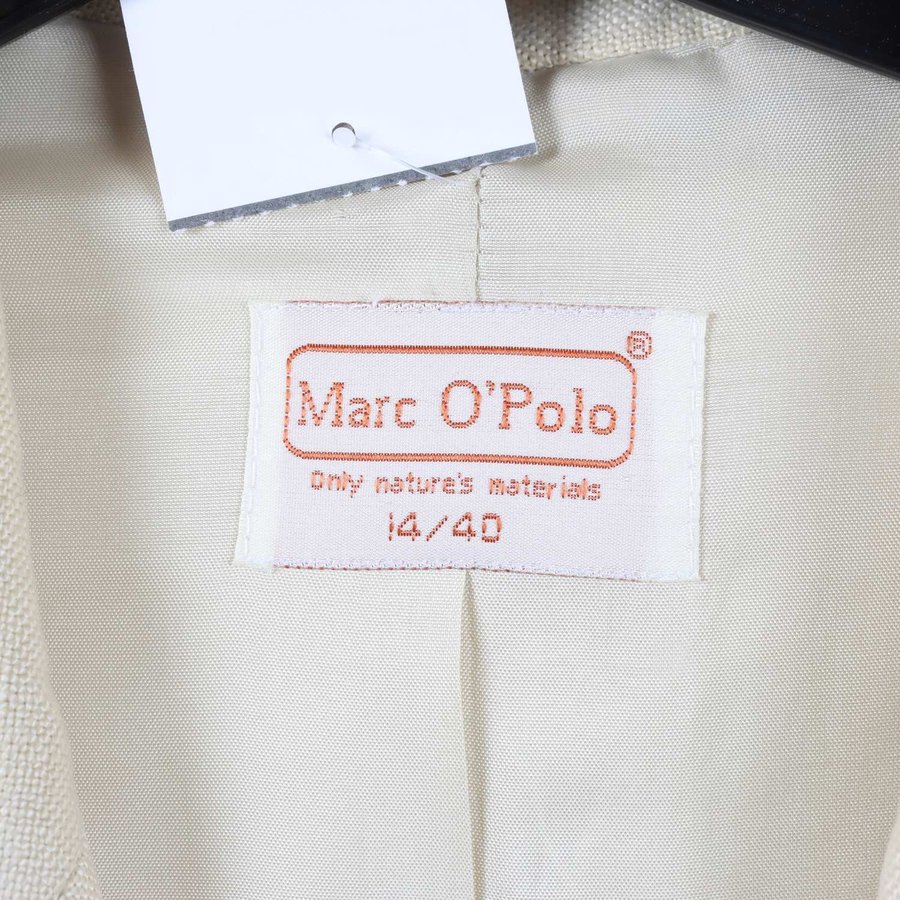 Marc O'Polo®
Only nature's materials
14/40